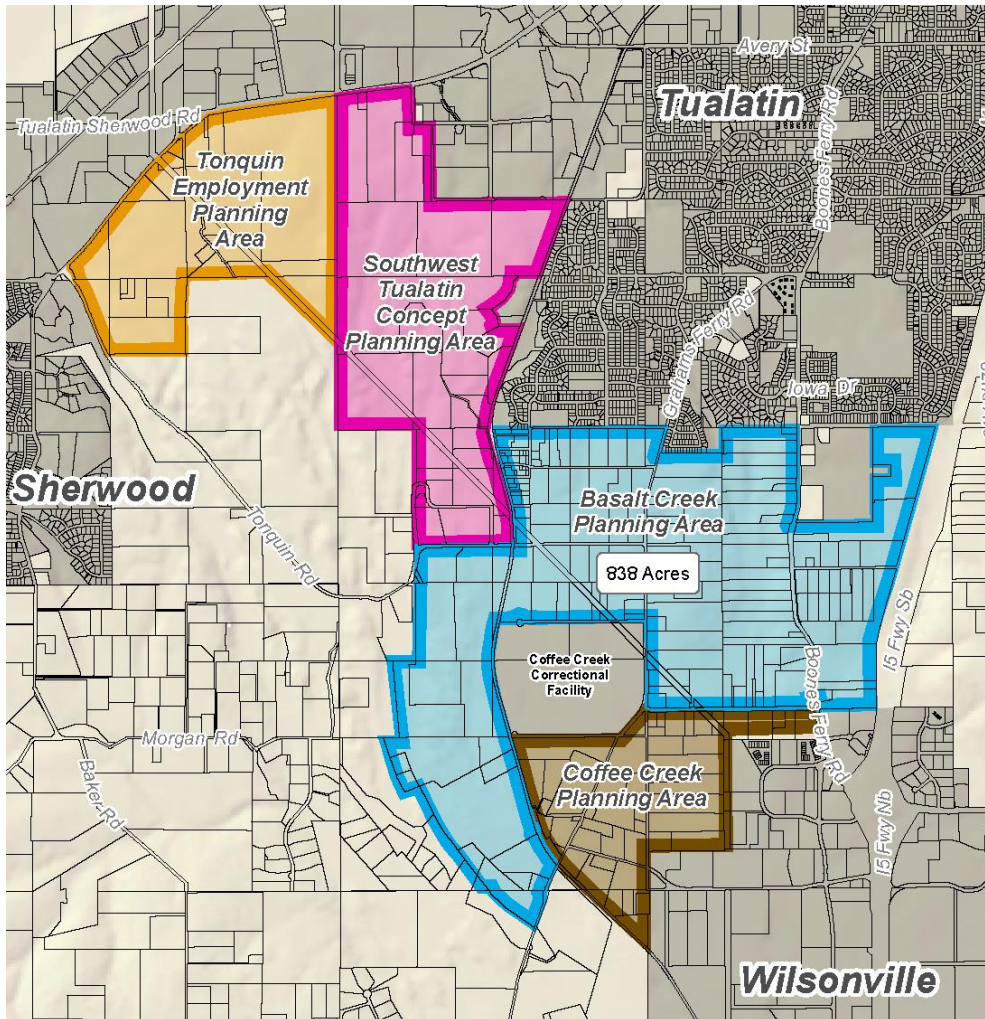 Avery St
Tualatin
Tualatin Sherwood Rd
Boones Ferry Rd
Tonquin
Employment
Planning
Area
Southwest
Tualatin
Concept
Planning Area
Grahams Ferry Rd
Iowa Dr
Sherwood
Basalt Creek
Planning Area
838 Acres
Tonquin Rd
I5 Fwy Sb
Coffee Creek
Correctional
Facility
Boones Ferry Rd
Morgan Rd
Baker Rd
Coffee Creek
Planning Area
I5 Fwy Nb
Wilsonville